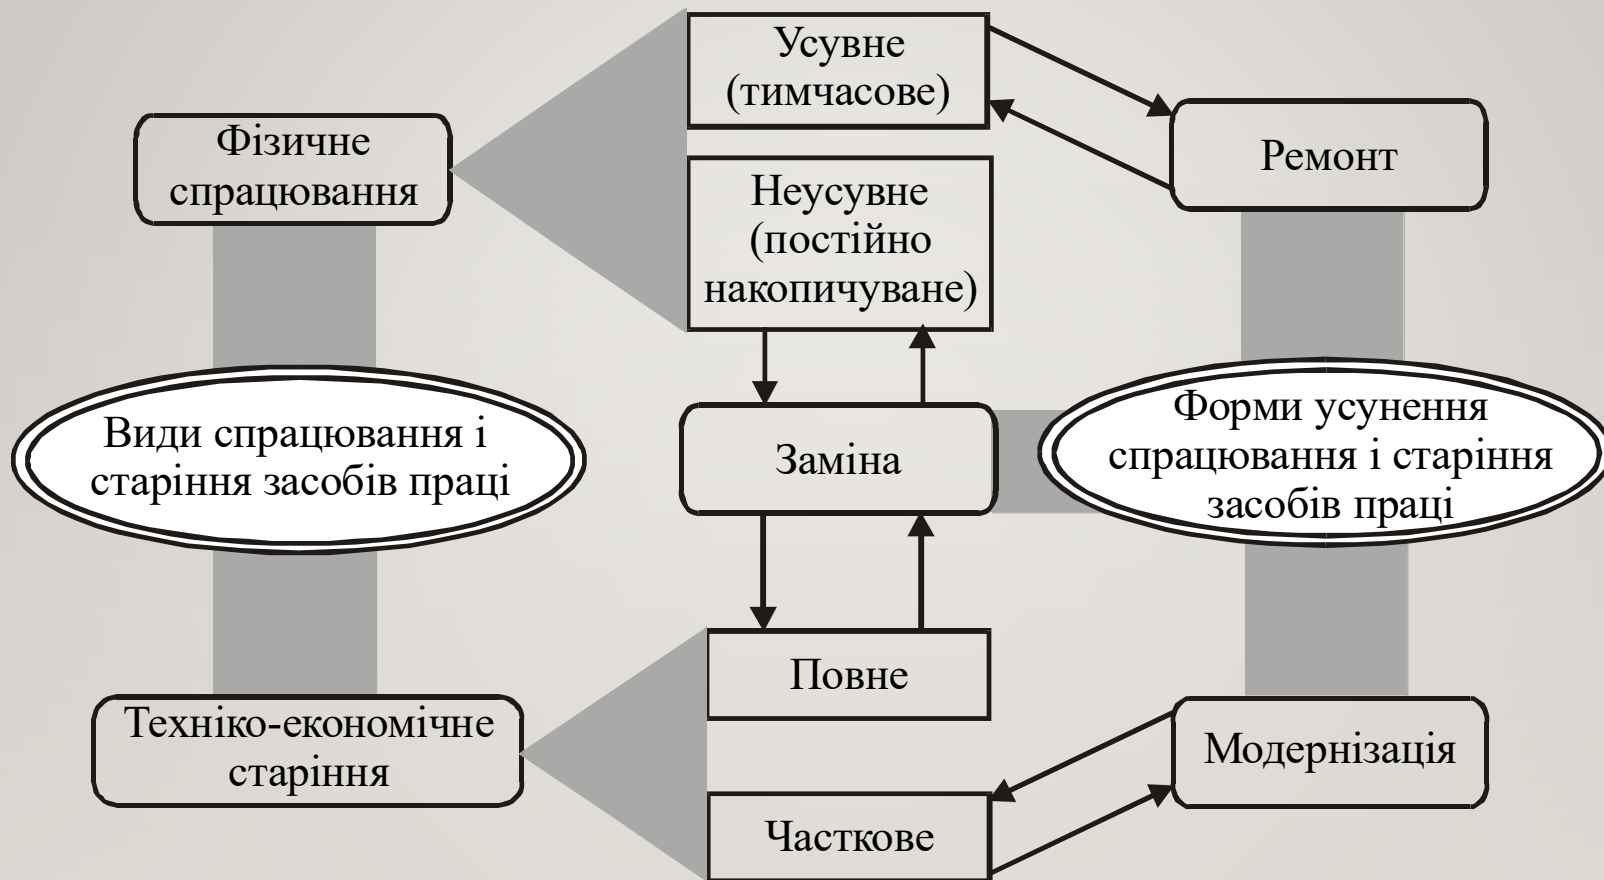 Усувне
(тимчасове)
Фізичне
спрацювання
Ремонт
Неусувне
(постійно
накопичуване)
Види спрацювання і
старіння засобів праці
Заміна
Форми усунення
спрацювання і старіння
засобів праці
Повне
Техніко-економічне
старіння
Модернізація
Часткове